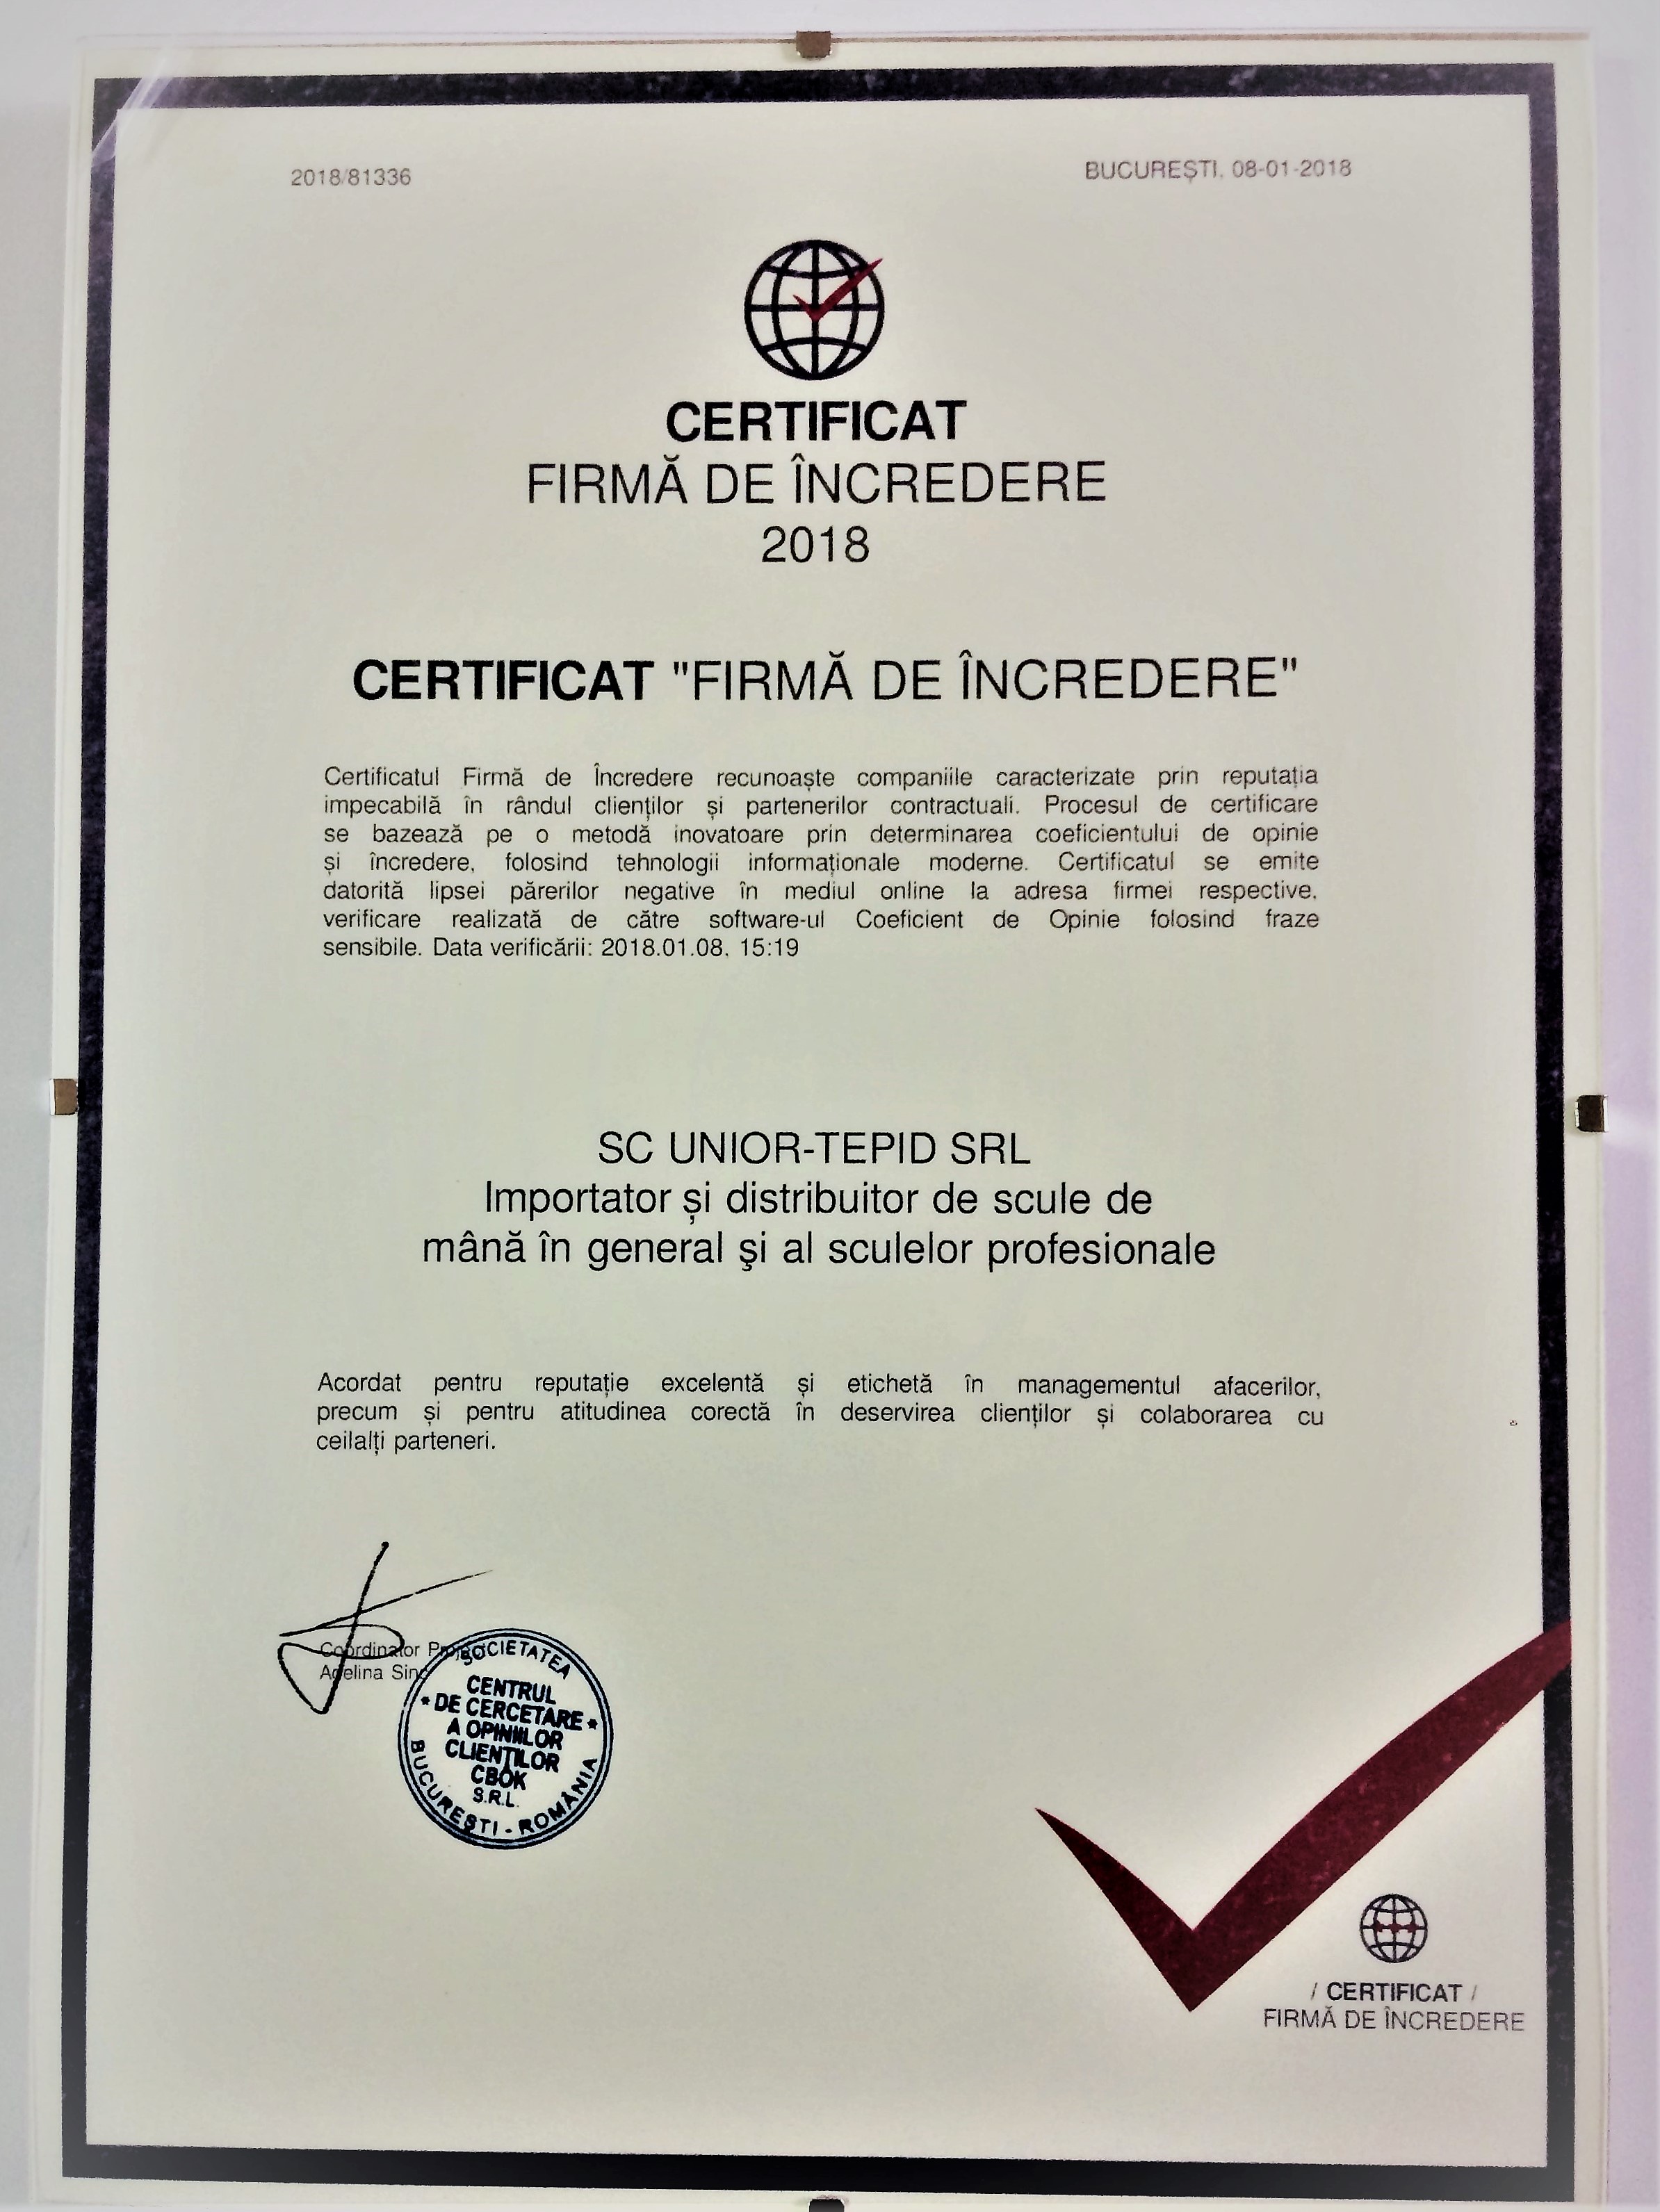 2018/81336
BUCUREȘTI, 08-01-2018
CERTIFICAT
FIRMĂ DE ÎNCREDERE
2018
CERTIFICAT "FIRMĂ DE ÎNCREDERE"
Certificatul Firmă de Încredere recunoaște companiile caracterizate prin reputația
impecabilă în rândul clienților și partenerilor contractuali. Procesul de certificare
se bazează pe o metodă inovatoare prin determinarea coeficientului de opinie
și încredere, folosind tehnologii informaționale moderne. Certificatul se emite
datorită lipsei părerilor negative în mediul online la adresa firmei respective,
verificare realizată de către software-ul Coeficient de Opinie folosind fraze
sensibile. Data verificării: 2018.01.08, 15:19
SC UNIOR-TEPID SRL
Importator și distribuitor de scule de
mână în general şi al sculelor profesionale
Acordat pentru reputație excelentă și etichetă în managementul afacerilor,
precum și pentru atitudinea corectă în deservirea clienților și colaborarea cu
ceilalți parteneri.
Coordinator
Adelina
SOCIETATEA
CENTRUL
* DE CERCETARE *
A OPINIILOR
CLIENȚILOR
CBOK
S.R.L.
BUCUREȘTI - ROMÂNIA
/ CERTIFICAT /
FIRMĂ DE ÎNCREDERE